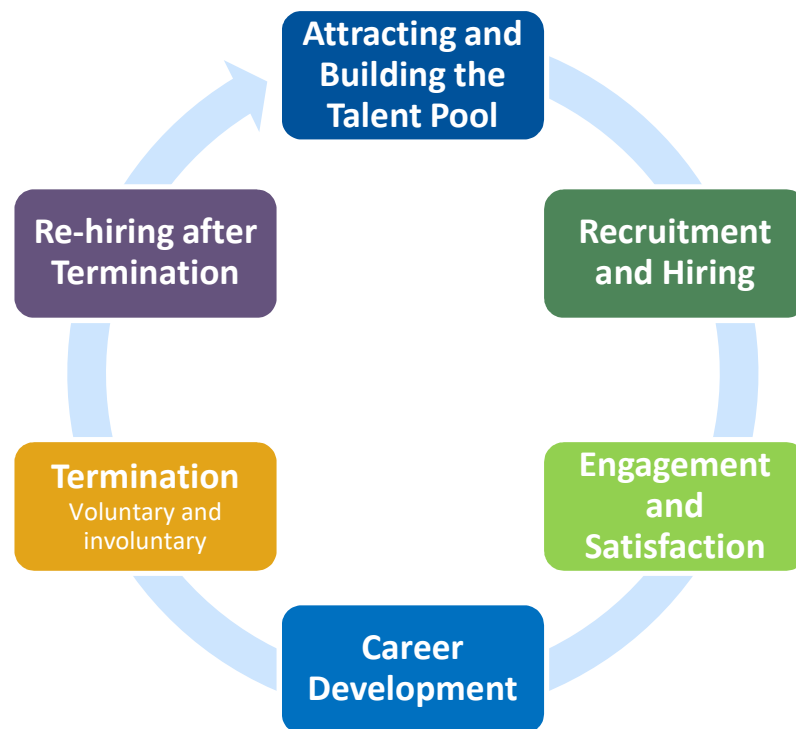 Attracting and
Building the
Talent Pool
Recruitment
and Hiring
Engagement
and
Satisfaction
Career
Development
Termination
Voluntary and
involuntary
Re-hiring after
Termination